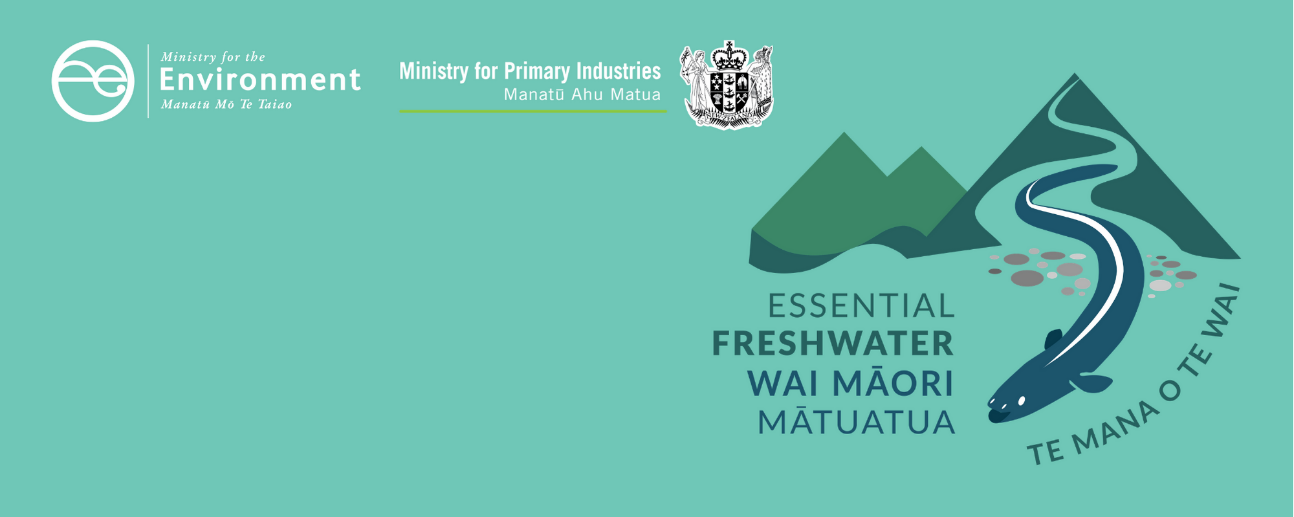 Ministry for the
Environment
Manatū Mō Te Taiao
Ministry for Primary Industries
Manatū Ahu Matua
ESSENTIAL
FRESHWATER
WAI MĀORI
MĀTUATUA
TE MANA O TE WAI